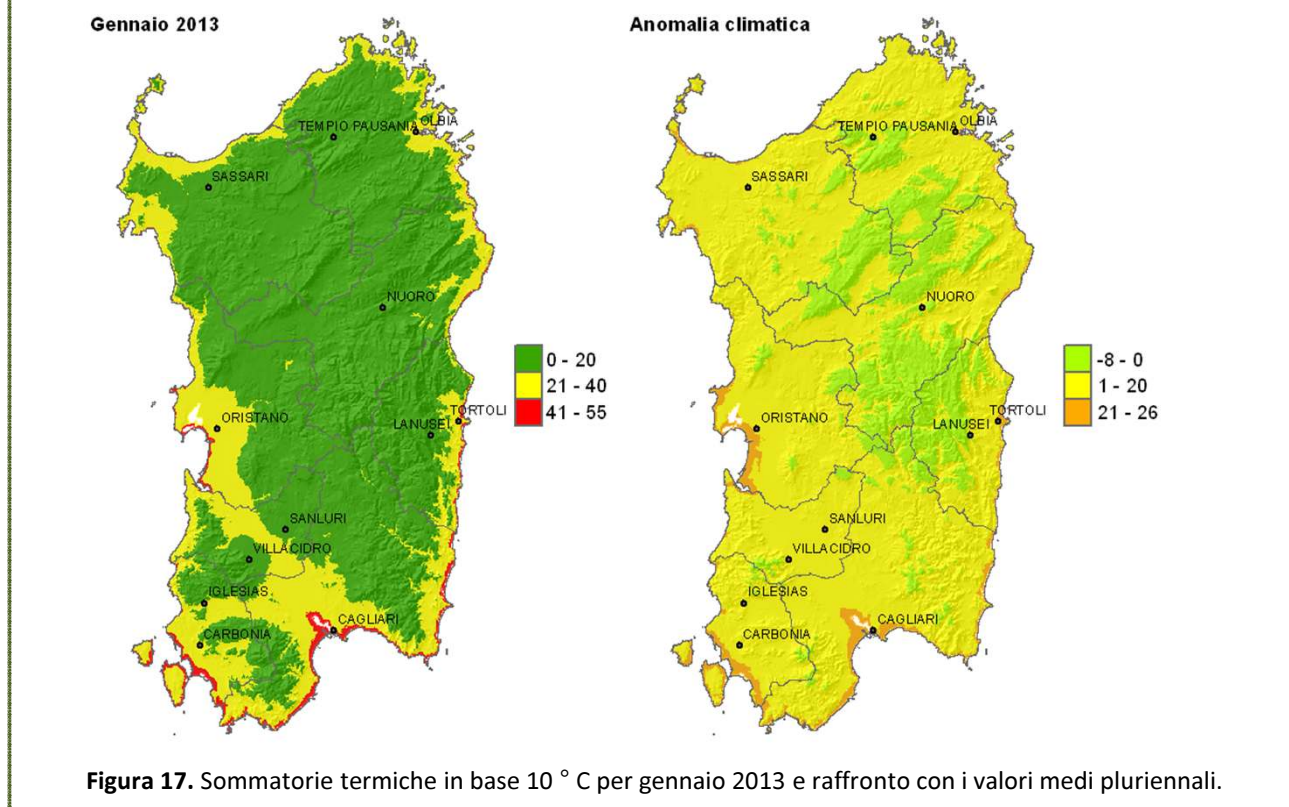 Gennaio 2013
TEMPIO PAUSANIA
OLBIA
SASSARI
NUORO
ORISTANO
TORTOLI
LANUSEI
SANLURI
VILLACIDRO
IGLESIAS
CARBONIA
CAGLIARI
0 - 20
21 - 40
41 - 55
Anomalia climatica
TEMPIO PAUSANIA
OLBIA
SASSARI
NUORO
ORISTANO
TORTOLI
LANUSEI
SANLURI
VILLACIDRO
IGLESIAS
CARBONIA
CAGLIARI
-8 - 0
1 - 20
21 - 26
Figura 17. Sommatorie termiche in base 10 ° C per gennaio 2013 e raffronto con i valori medi pluriennali.